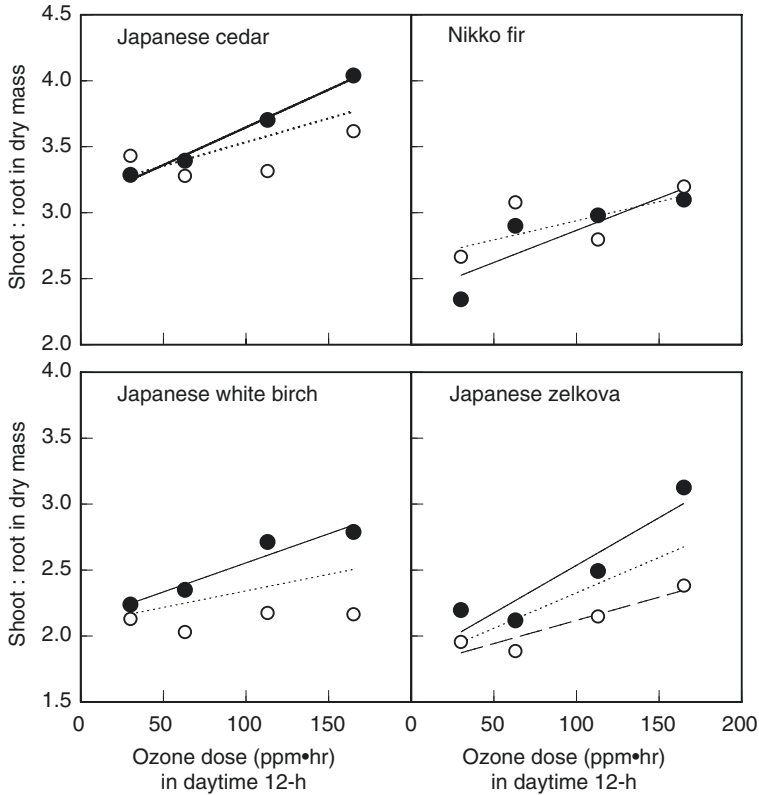 Japanese cedar
Nikko fir
4.5
4.0
3.5
3.0
2.5
2.0
Shoot : root in dry mass
Japanese white birch
Japanese zelkova
4.0
3.5
3.0
2.5
2.0
1.5
Shoot : root in dry mass
0 50 100 150 0 50 100 150 200
Ozone dose (ppm•hr)
in daytime 12-h
Ozone dose (ppm•hr)
in daytime 12-h